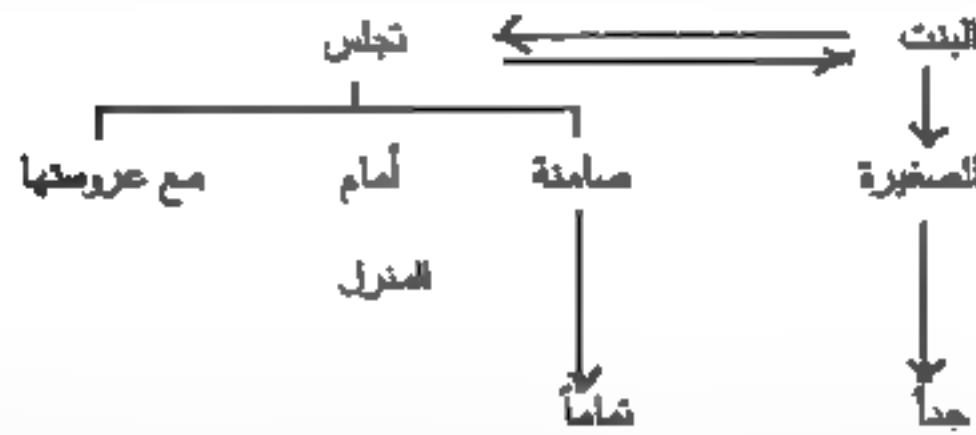 البنت تجلس
الصغيرة صامتة أمام مع عروستها
المنزل
جداً تماماً